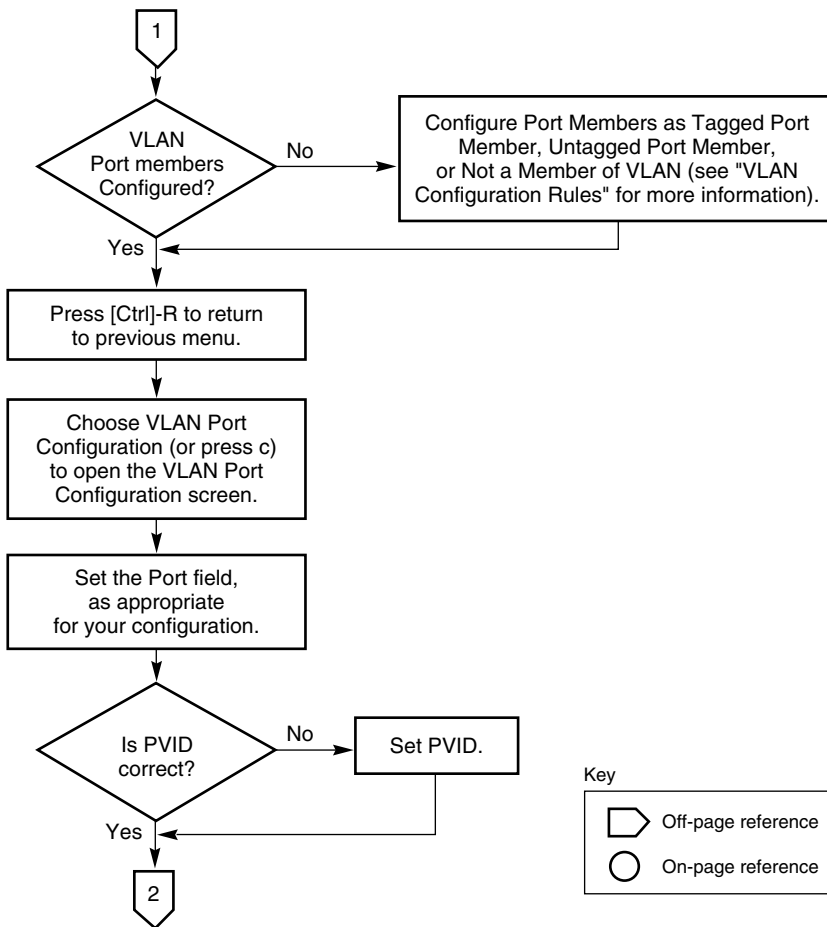 1
VLAN
Port members
Configured?
No
Configure Port Members as Tagged Port
Member, Untagged Port Member,
or Not a Member of VLAN (see "VLAN
Configuration Rules" for more information).
Yes
Press [Ctrl]-R to return
to previous menu.
Choose VLAN Port
Configuration (or press c)
to open the VLAN Port
Configuration screen.
Set the Port field,
as appropriate
for your configuration.
Is PVID
correct?
No
Set PVID.
Yes
2
Key
Off-page reference
On-page reference